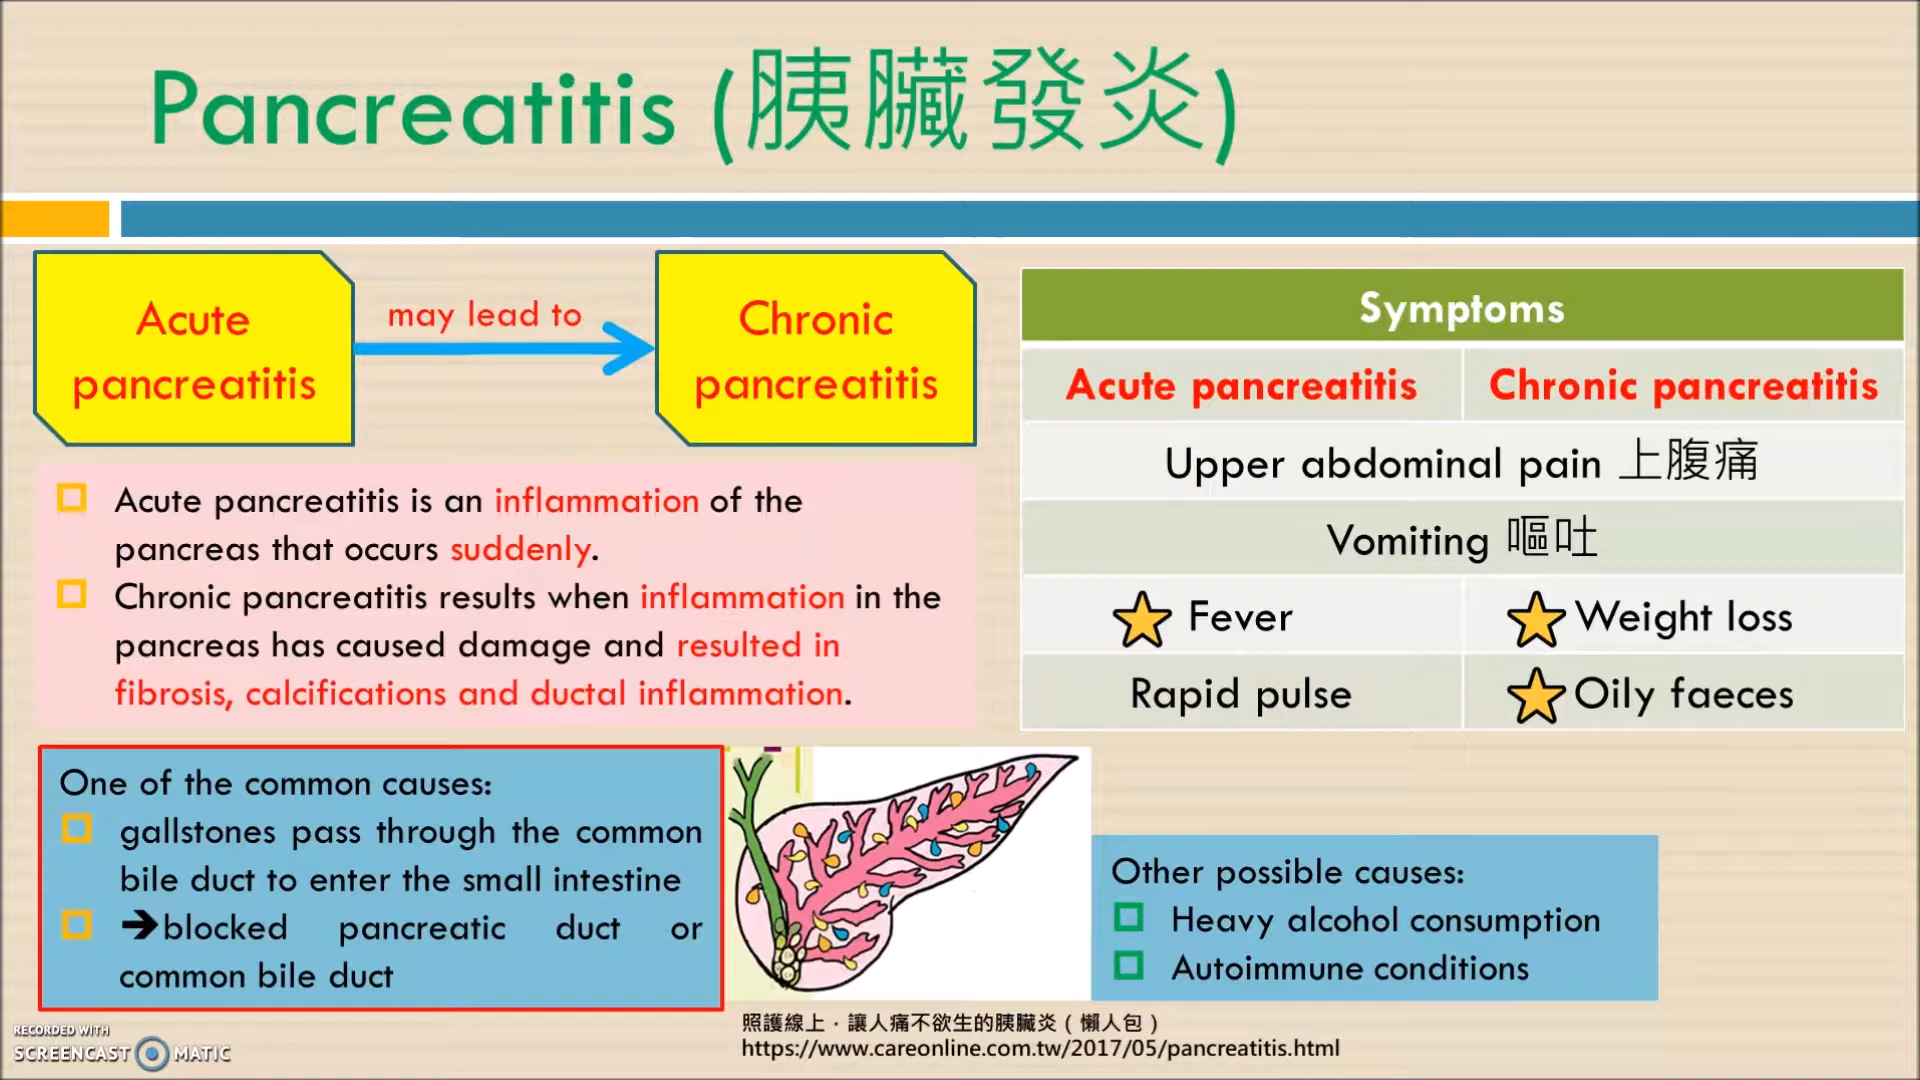 Pancreatitis (胰臟發炎)
Acute
pancreatitis
may lead to
Chronic
pancreatitis
Acute pancreatitis is an inflammation of the
pancreas that occurs suddenly.
Chronic pancreatitis results when inflammation in the
pancreas has caused damage and resulted in
fibrosis, calcifications and ductal inflammation.
Symptoms
Acute pancreatitis Chronic pancreatitis
Upper abdominal pain 上腹痛
Vomiting 嘔吐
Fever Weight loss
Rapid pulse Oily faeces
One of the common causes:
gallstones pass through the common
bile duct to enter the small intestine
➔blocked pancreatic duct or
common bile duct
Other possible causes:
Heavy alcohol consumption
Autoimmune conditions
照護線上．讓人痛不欲生的胰臟炎（懶人包）
https://www.careonline.com.tw/2017/05/pancreatitis.html
RECORDED WITH
SCREENCAST MATIC